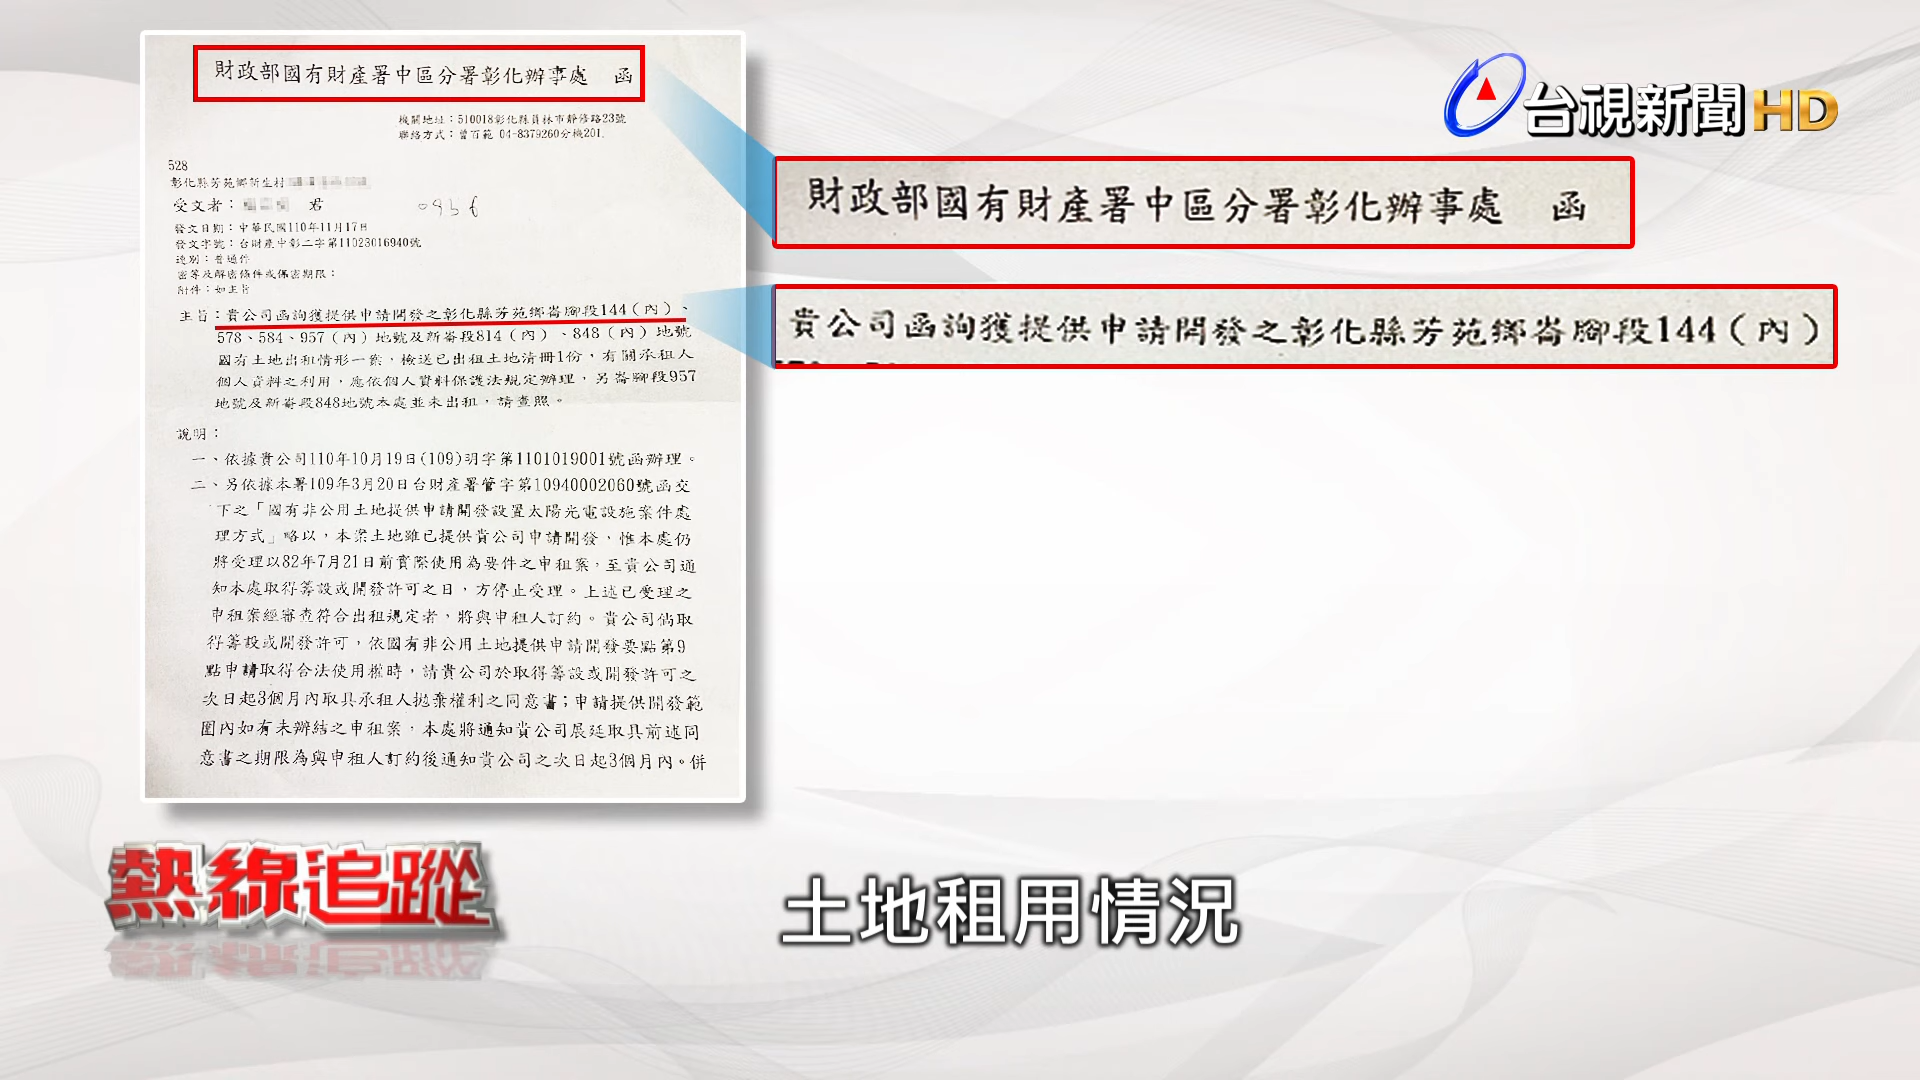 財政部國有財產署中區分署彰化辦事處 函
機關地址：510018彰化縣員林市靜修路23號
聯絡方式：曾百範 04-8379260分機201.
528
彰化縣芳苑鄉新生村
受文者： 君
發文日期：中華民國110年11月17日
發文字號：台財產中彰二字第11023016940號
速別：普通件
密等及解密條件或保密期限：
附件：如主旨
主旨：貴公司函詢獲提供申請開發之彰化縣芳苑鄉崙腳段144（內）、
578、584、957（內）地號及新崙段814（內）、848（內）地號
國有土地出租情形一案，檢送已出租土地清冊1份，有關承租人
個人資料之利用，應依個人資料保護法規定辦理，另崙腳段957
地號及新崙段848地號本處並未出租，請查照。
說明：
一、依據貴公司110年10月19日(109)明字第1101019001號函辦理。
二、另依據本署109年3月20日台財產署管字第10940002060號函交
下之「國有非公用土地提供申請開發設置太陽光電設施案件處
理方式」略以，本案土地雖已提供貴公司申請開發，惟本處仍
將受理以82年7月21日前實際使用為要件之申租案，至貴公司通
知本處取得籌設或開發許可之日，方停止受理。上述已受理之
申租案經審查符合出租規定者，將與申租人訂約。貴公司倘取
得籌設或開發許可，依國有非公用土地提供申請開發要點第9
點申請取得合法使用權時，請貴公司於取得籌設或開發許可之
次日起3個月內取具承租人拋棄權利之同意書；申請提供開發範
圍內如有未辦結之申租案，本處將通知貴公司展延取具前述同
意書之期限為與申租人訂約後通知貴公司之次日起3個月內。併
台視新聞HD
財政部國有財產署中區分署彰化辦事處 函
貴公司函詢獲提供申請開發之彰化縣芳苑鄉崙腳段144（內）
熱線追蹤
土地租用情況